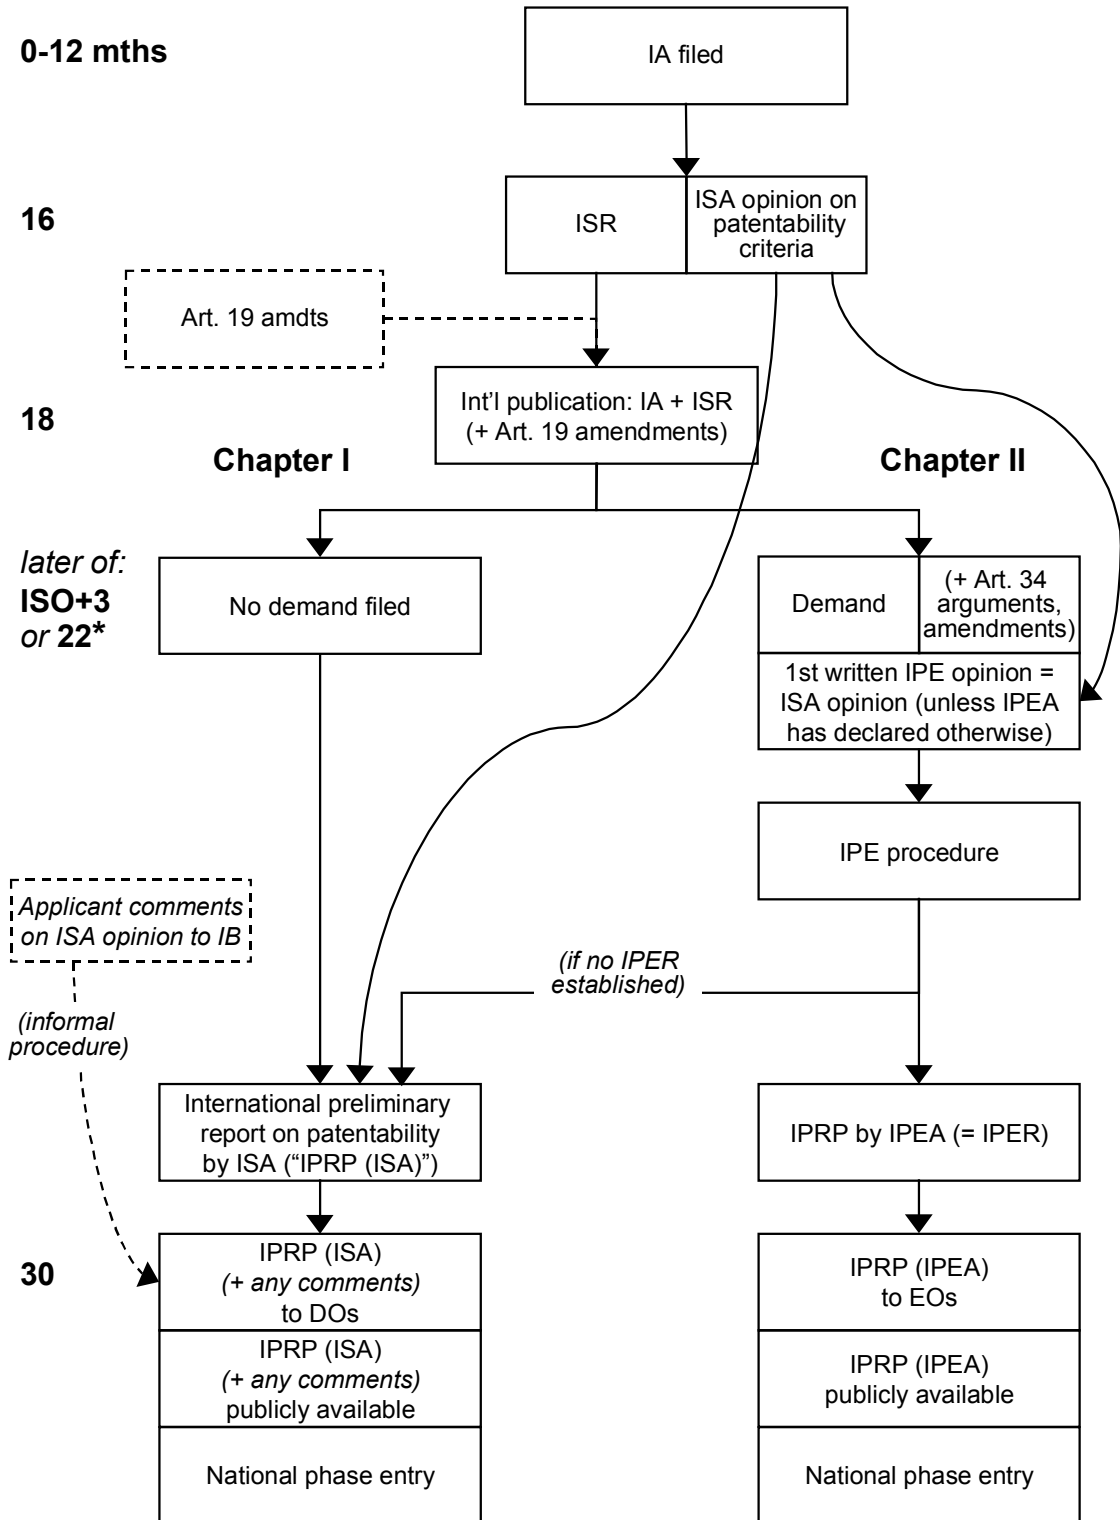 0-12 mths
IA filed
16
ISR
ISA opinion on
patentability
criteria
Art. 19 amdts
18
Int'l publication: IA + ISR
(+ Art. 19 amendments)
Chapter I
Chapter II
later of:
ISO+3
or 22*
No demand filed
Demand
(+ Art. 34
arguments,
amendments)
1st written IPE opinion =
ISA opinion (unless IPEA
has declared otherwise)
IPE procedure
Applicant comments
on ISA opinion to IB
(if no IPER
established)
(informal
procedure)
International preliminary
report on patentability
by ISA (“IPRP (ISA)”)
IPRP by IPEA (= IPER)
30
IPRP (ISA)
(+ any comments)
to DOs
IPRP (IPEA)
to EOs
IPRP (ISA)
(+ any comments)
publicly available
IPRP (IPEA)
publicly available
National phase entry
National phase entry